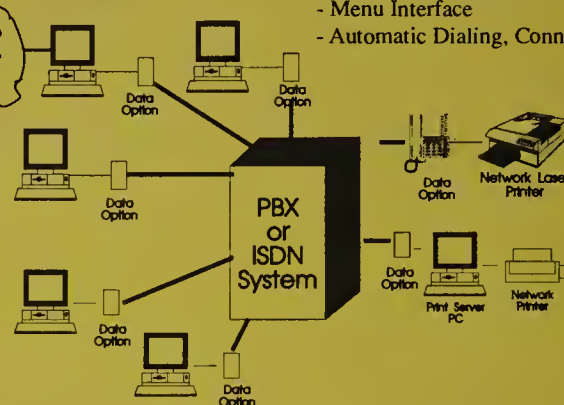 - Menu Interface
- Automatic Dialing, Conn
Data
Option
Data
Option
Data
Option
PBX
or
ISDN
System
Data
Option
Network Lase
Printer
Data
Option
Data
Option
Print Server
PC
Network
Printer
Data
Option